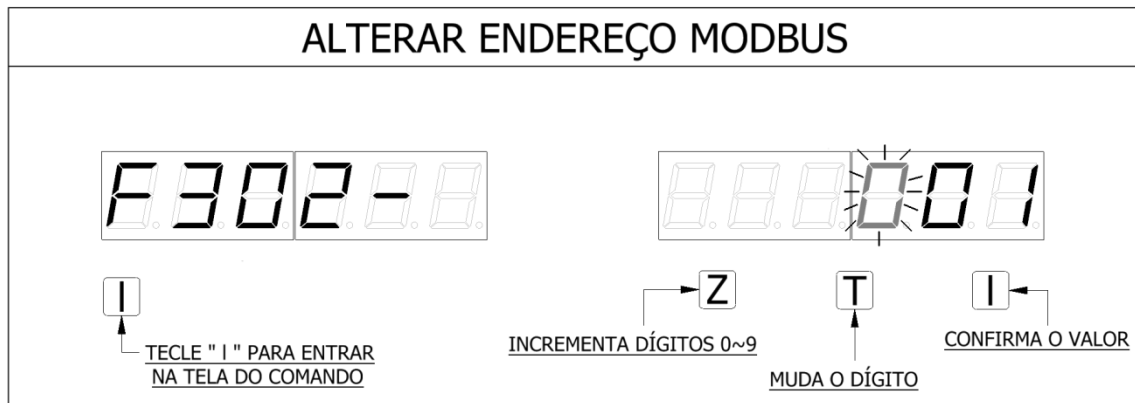 ALTERAR ENDEREÇO MODBUS
F302-
001
I
Z
T
I
TECLE " I " PARA ENTRAR
NA TELA DO COMANDO
INCREMENTA DÍGITOS 0~9
MUDA O DÍGITO
CONFIRMA O VALOR